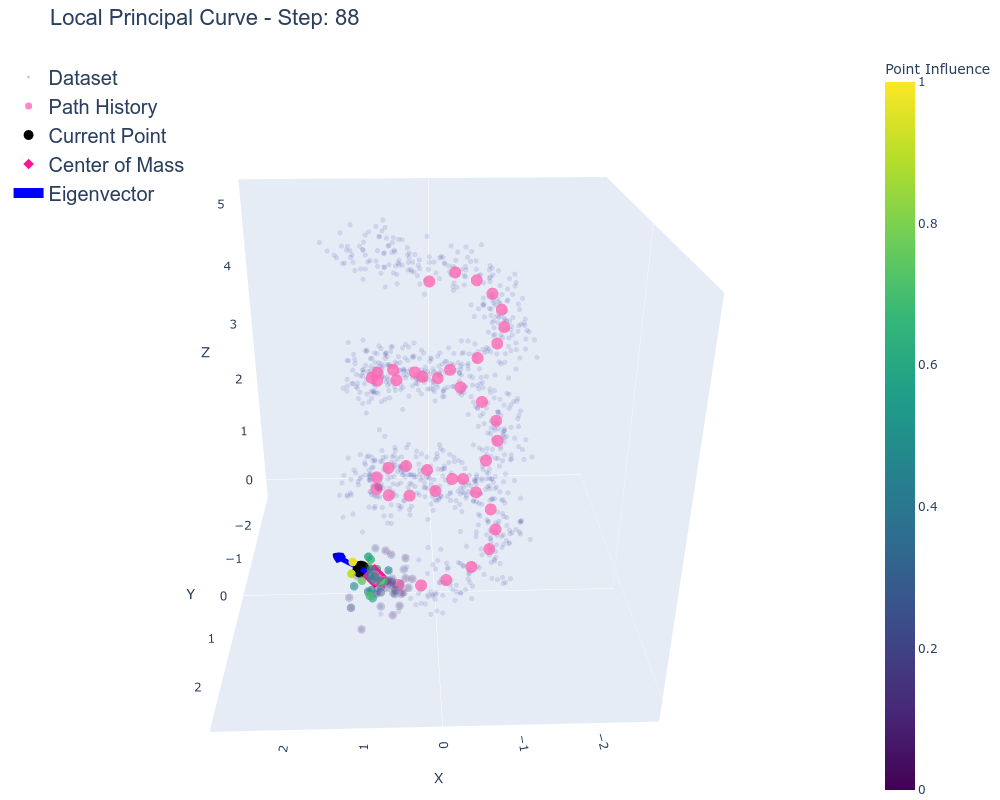 Local Principal Curve - Step: 88
Dataset
Path History
Current Point
Center of Mass
Eigenvector
Point Influence
1
0.8
0.6
0.4
0.2
0
5
4
3
Z
2
1
0
−2
−1
Y
0
1
2
2
1
0
−1
−2
X